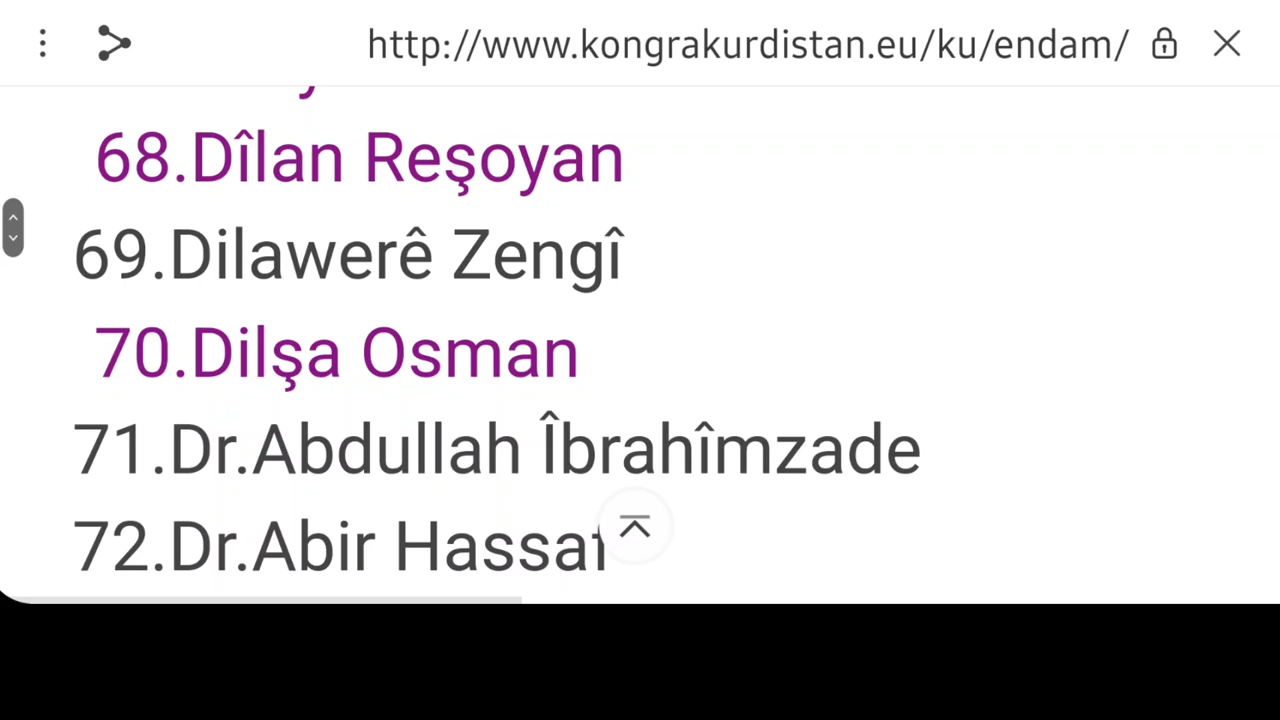 http://www.kongrakurdistan.eu/ku/endam/
68.Dîlan Reşoyan
69.Dilawerê Zengî
70.Dilşa Osman
71.Dr.Abdullah Îbrahîmzade
72.Dr.Abir